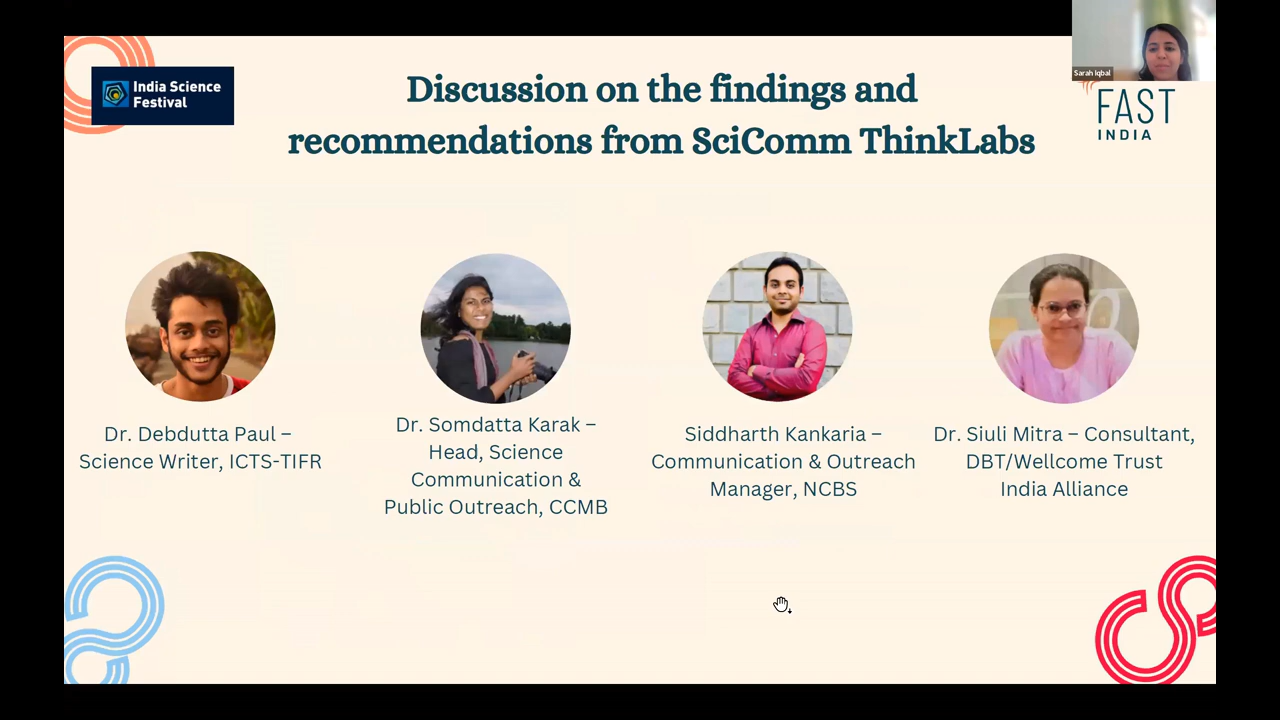 Sarah Iqbal
India Science
Festival
Discussion on the findings and
recommendations from SciComm ThinkLabs
FAST
INDIA
Dr. Debdutta Paul –
Science Writer, ICTS-TIFR
Dr. Somdatta Karak –
Head, Science
Communication &
Public Outreach, CCMB
Siddharth Kankaria –
Communication & Outreach
Manager, NCBS
Dr. Siuli Mitra – Consultant,
DBT/Wellcome Trust
India Alliance